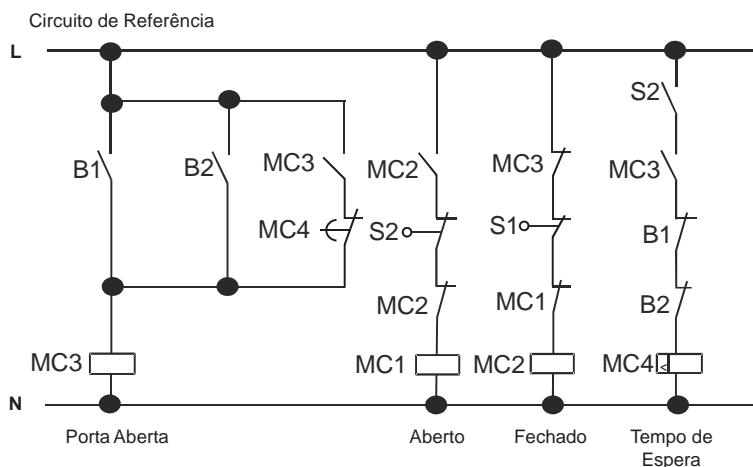 Circuito de Referência
L
S2
B1
B2
MC3
MC2
MC3
MC3
MC4
S2
S1
B1
MC2
MC1
B2
MC3
MC1
MC2
MC4
<
N
Porta Aberta
Aberto
Fechado
Tempo de
Espera